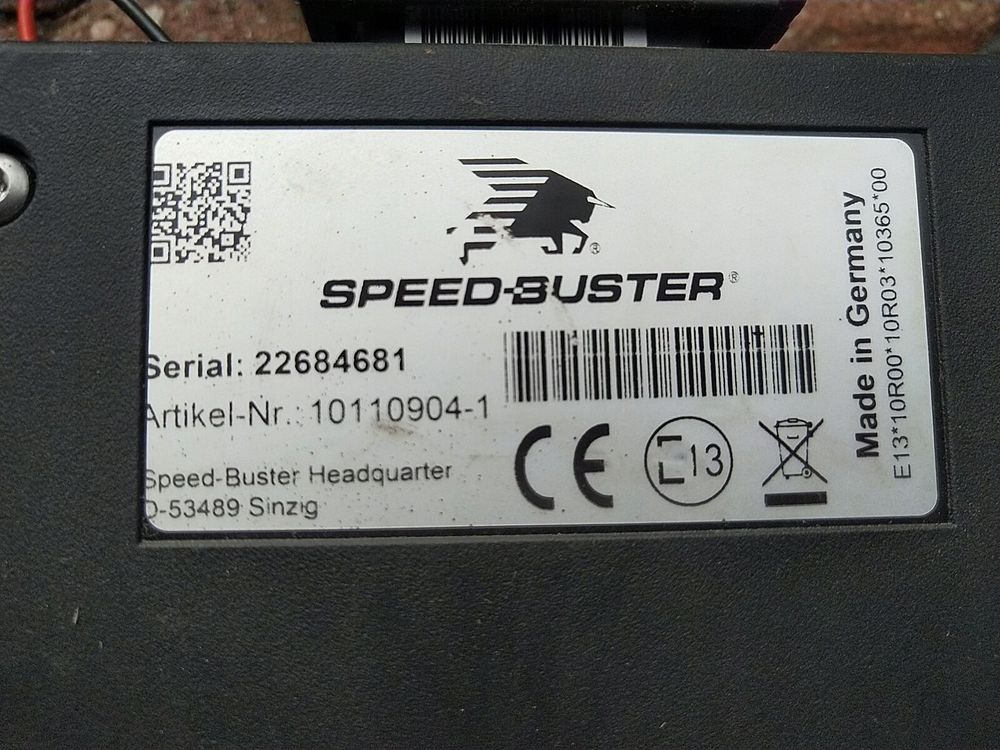 SPEED-BUSTER®
Serial: 22684681
Artikel-Nr.: 10110904-1
Speed-Buster Headquarter
D-53489 Sinzig
CE
E13
Made in Germany
E13*10R00*10R03*10365*00